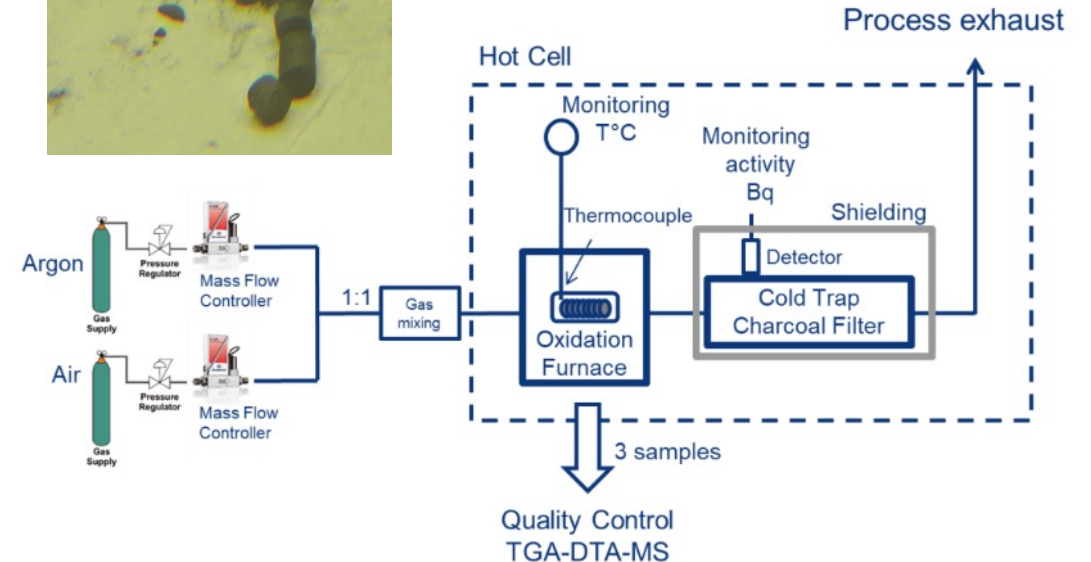 Process exhaust
Hot Cell
Monitoring
T°C
Monitoring
activity
Bq
Thermocouple
Shielding
Detector
Cold Trap
Charcoal Filter
Argon
Pressure
Regulator
Mass Flow
Controller
Gas
Supply
1:1
Gas
mixing
Oxidation
Furnace
Air
Pressure
Regulator
Mass Flow
Controller
Gas
Supply
3 samples
Quality Control
TGA-DTA-MS